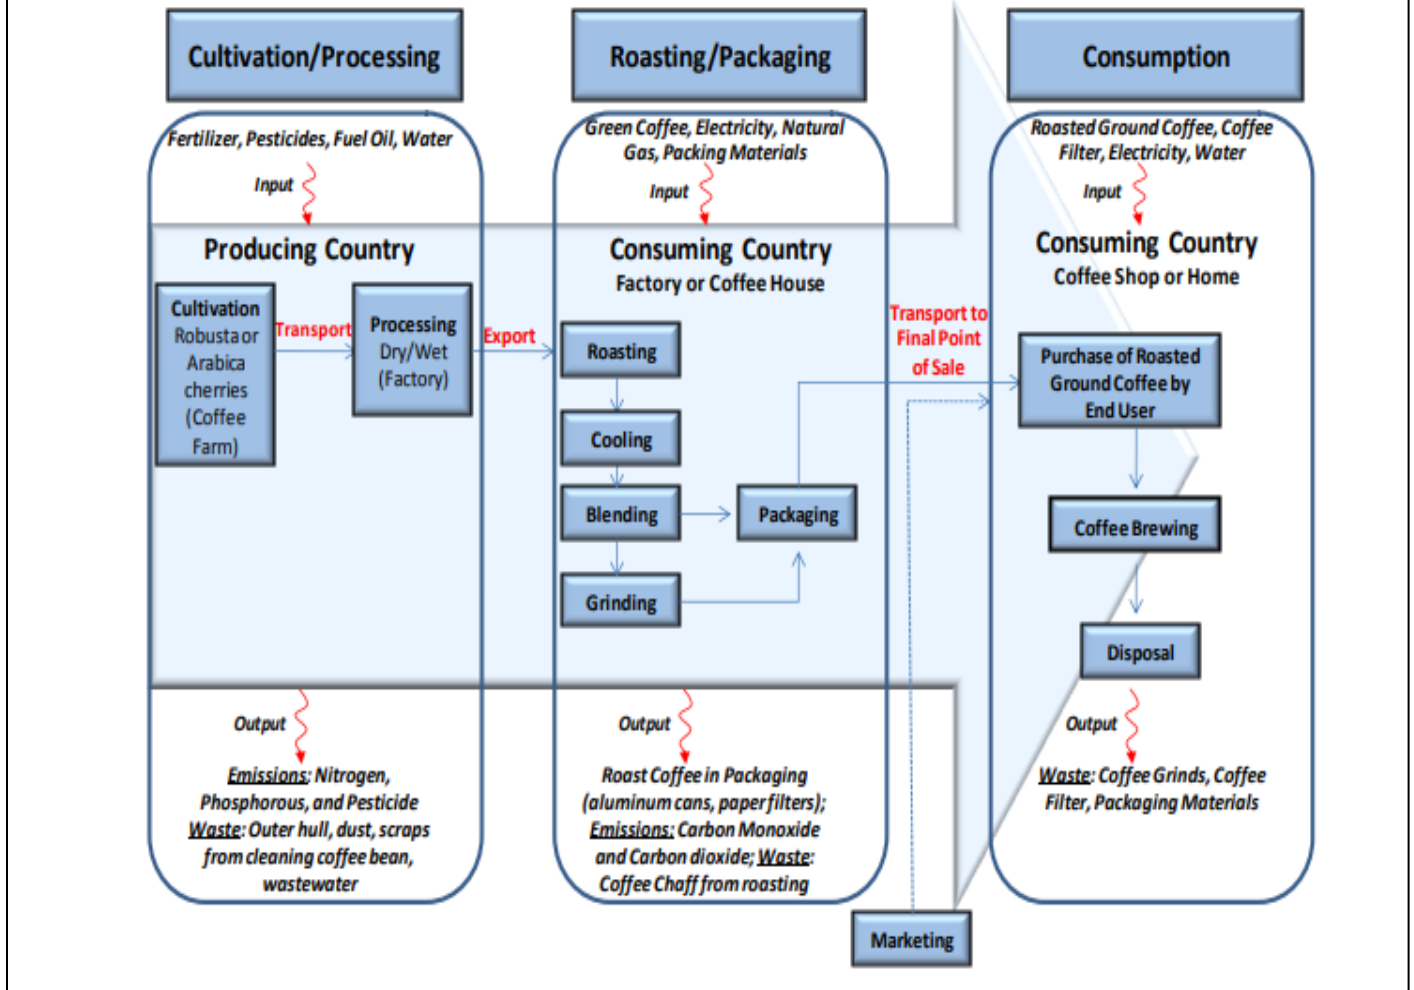 Cultivation/Processing
Roasting/Packaging
Consumption
Fertilizer, Pesticides, Fuel Oil, Water
Input
Producing Country
Cultivation
Robusta or
Arabica
cherries
(Coffee
Farm)
Transport
Processing
Dry/Wet
(Factory)
Export
Output
Emissions: Nitrogen,
Phosphorous, and Pesticide
Waste: Outer hull, dust, scraps
from cleaning coffee bean,
wastewater
Green Coffee, Electricity, Natural
Gas, Packing Materials
Input
Consuming Country
Factory or Coffee House
Roasting
Cooling
Blending
Packaging
Grinding
Output
Roast Coffee in Packaging
(aluminum cans, paper filters);
Emissions: Carbon Monoxide
and Carbon dioxide; Waste:
Coffee Chaff from roasting
Transport to
Final Point
of Sale
Marketing
Roasted Ground Coffee, Coffee
Filter, Electricity, Water
Input
Consuming Country
Coffee Shop or Home
Purchase of Roasted
Ground Coffee by
End User
Coffee Brewing
Disposal
Output
Waste: Coffee Grinds, Coffee
Filter, Packaging Materials